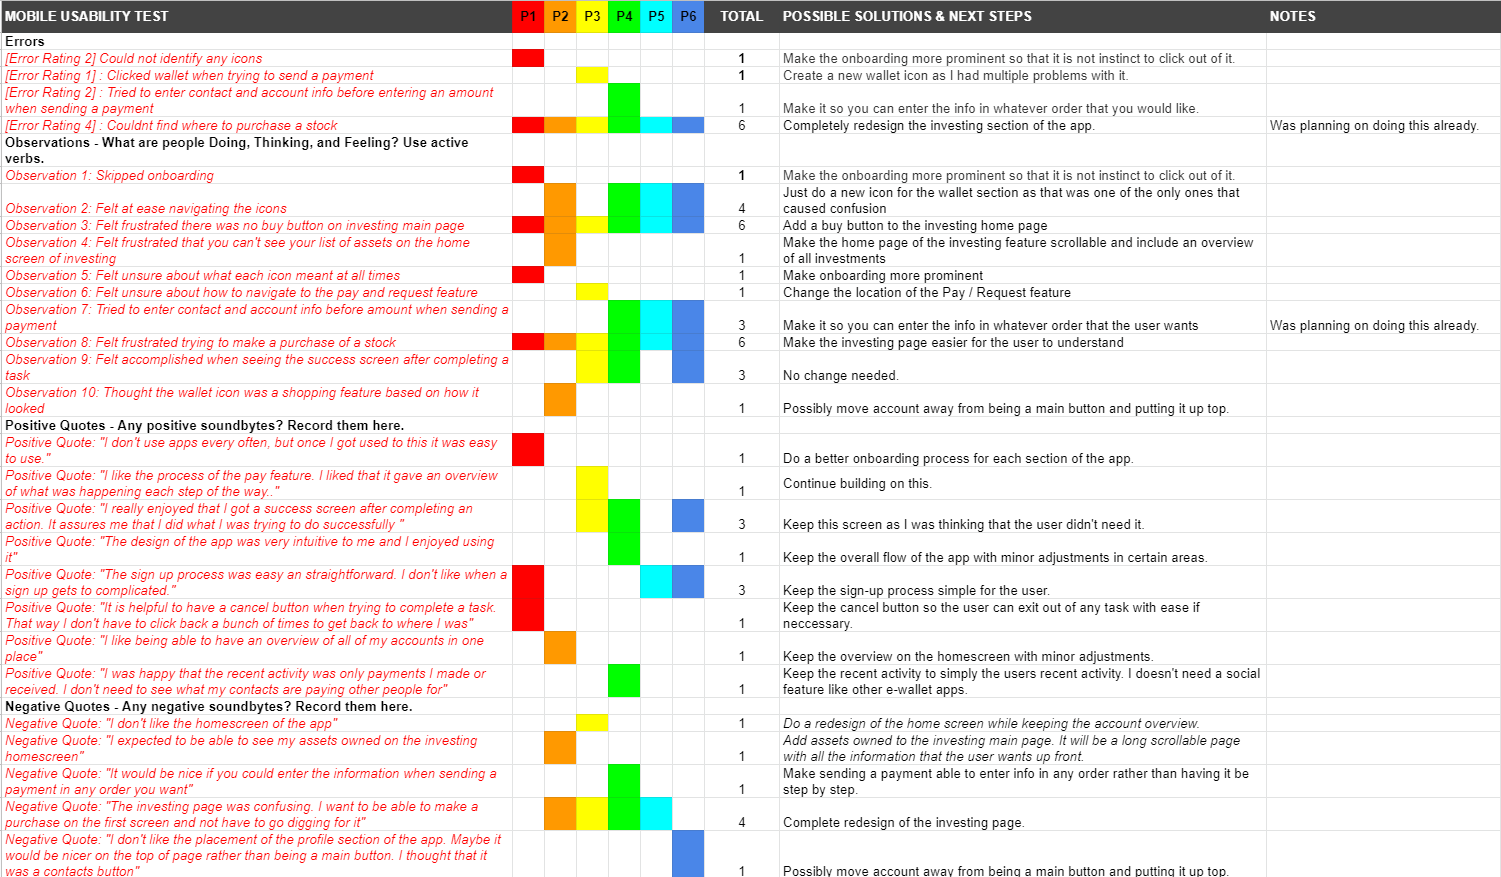 MOBILE USABILITY TEST P1 P2 P3 P4 P5 P6 TOTAL POSSIBLE SOLUTIONS & NEXT STEPS NOTES
Errors
[Error Rating 2] Could not identify any icons 1 Make the onboarding more prominent so that it is not instinct to click out of it.
[Error Rating 1] : Clicked wallet when trying to send a payment 1 Create a new wallet icon as I had multiple problems with it.
[Error Rating 2] : Tried to enter contact and account info before entering an amount
when sending a payment 1 Make it so you can enter the info in whatever order that you would like.
[Error Rating 4] : Couldnt find where to purchase a stock 6 Completely redesign the investing section of the app. Was planning on doing this already.
Observations - What are people Doing, Thinking, and Feeling? Use active
verbs.
Observation 1: Skipped onboarding 1 Make the onboarding more prominent so that it is not instinct to click out of it.
Just do a new icon for the wallet section as that was one of the only ones that
Observation 2: Felt at ease navigating the icons 4 caused confusion
Observation 3: Felt frustrated there was no buy button on investing main page 6 Add a buy button to the investing home page
Observation 4: Felt frustrated that you can't see your list of assets on the home Make the home page of the investing feature scrollable and include an overview
screen of investing 1 of all investments
Observation 5: Felt unsure about what each icon meant at all times 1 Make onboarding more prominent
Observation 6: Felt unsure about how to navigate to the pay and request feature 1 Change the location of the Pay / Request feature
Observation 7: Tried to enter contact and account info before amount when sending a
payment 3 Make it so you can enter the info in whatever order that the user wants Was planning on doing this already.
Observation 8: Felt frustrated trying to make a purchase of a stock 6 Make the investing page easier for the user to understand
Observation 9: Felt accomplished when seeing the success screen after completing a
task 3 No change needed.
Observation 10: Thought the wallet icon was a shopping feature based on how it
looked 1 Possibly move account away from being a main button and putting it up top.
Positive Quotes - Any positive soundbytes? Record them here.
Positive Quote: "I don't use apps every often, but once I got used to this it was easy
to use." 1 Do a better onboarding process for each section of the app.
Positive Quote: "I like the process of the pay feature. I liked that it gave an overview
of what was happening each step of the way.." 1 Continue building on this.
Positive Quote: "I really enjoyed that I got a success screen after completing an
action. It assures me that I did what I was trying to do successfully " 3 Keep this screen as I was thinking that the user didn't need it.
Positive Quote: "The design of the app was very intuitive to me and I enjoyed using
it" 1 Keep the overall flow of the app with minor adjustments in certain areas.
Positive Quote: "The sign up process was easy an straightforward. I don't like when a
sign up gets to complicated." 3 Keep the sign-up process simple for the user.
Positive Quote: "It is helpful to have a cancel button when trying to complete a task. Keep the cancel button so the user can exit out of any task with ease if
That way I don't have to click back a bunch of times to get back to where I was" 1 neccessary.
Positive Quote: "I like being able to have an overview of all of my accounts in one
place" 1 Keep the overview on the homescreen with minor adjustments.
Positive Quote: "I was happy that the recent activity was only payments I made or Keep the recent activity to simply the users recent activity. I doesn't need a social
received. I don't need to see what my contacts are paying other people for" 1 feature like other e-wallet apps.
Negative Quotes - Any negative soundbytes? Record them here.
Negative Quote: "I don't like the homescreen of the app" 1 Do a redesign of the home screen while keeping the account overview.
Negative Quote: "I expected to be able to see my assets owned on the investing Add assets owned to the investing main page. It will be a long scrollable page
homescreen" 1 with all the information that the user wants up front.
Negative Quote: "It would be nice if you could enter the information when sending a Make sending a payment able to enter info in any order rather than having it be
payment in any order you want" 1 step by step.
Negative Quote: "The investing page was confusing. I want to be able to make a
purchase on the first screen and not have to go digging for it" 4 Complete redesign of the investing page.
Negative Quote: "I don't like the placement of the profile section of the app. Maybe it
would be nicer on the top of page rather than being a main button. I thought that it
was a contacts button" 1 Possibly move account away from being a main button and putting it up top.